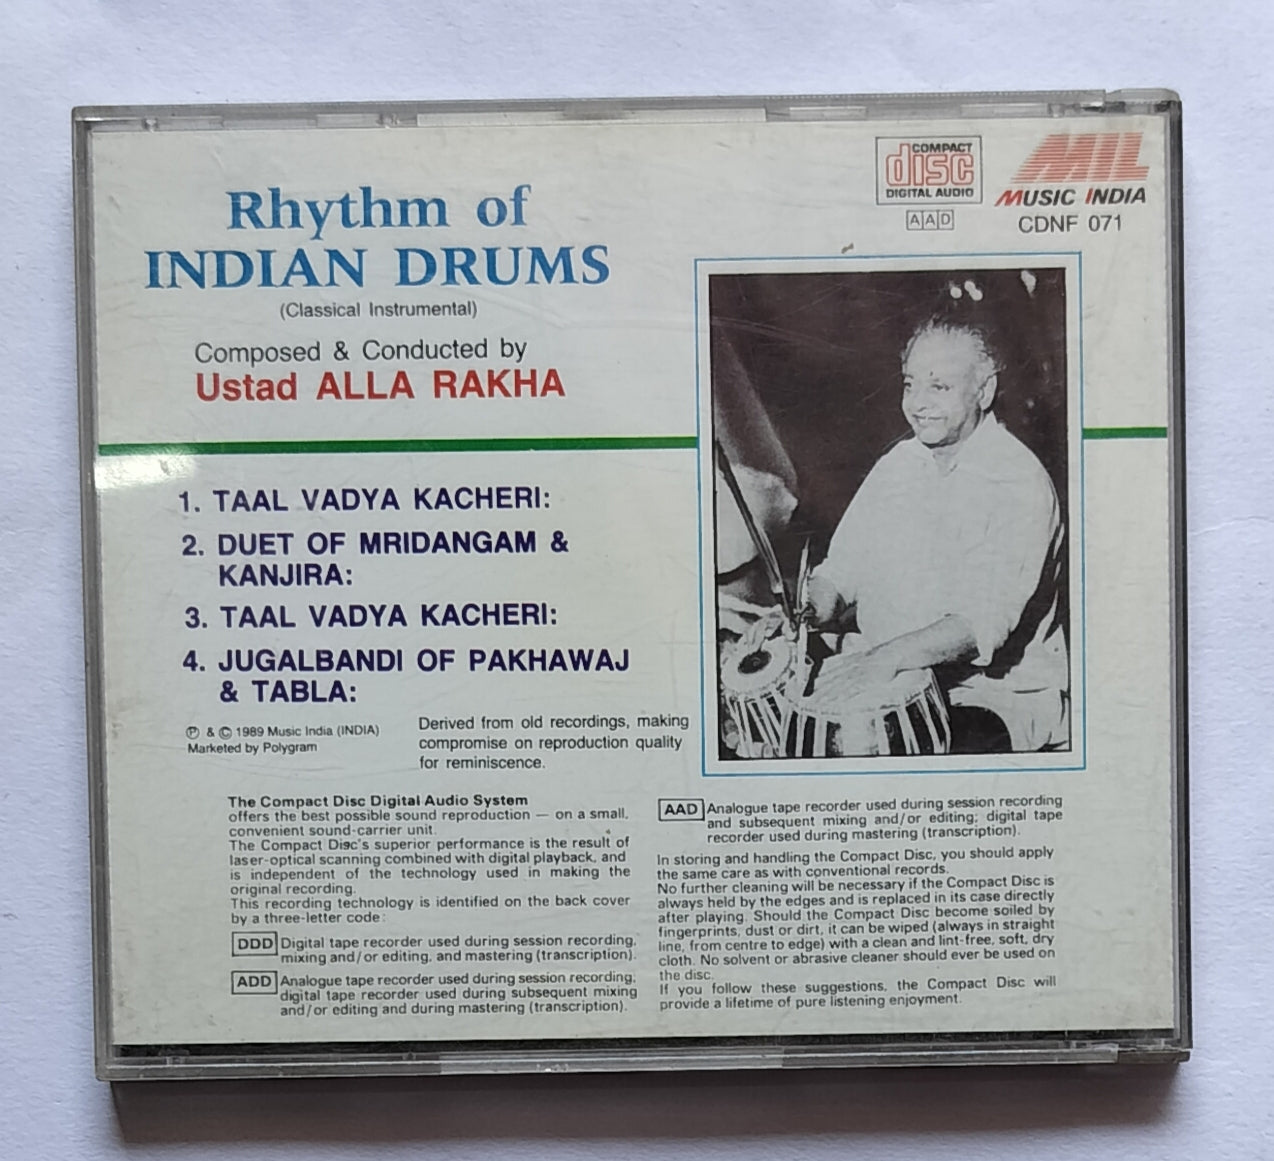 COMPACT
disc
DIGITAL AUDIO
AAD
MIL
MUSIC INDIA
CDNF 071
Rhythm of
INDIAN DRUMS
(Classical Instrumental)
Composed & Conducted by
Ustad ALLA RAKHA
1. TAAL VADYA KACHERI:
2. DUET OF MRIDANGAM &
KANJIRA:
3. TAAL VADYA KACHERI:
4. JUGALBANDI OF PAKHAWAJ
& TABLA:
℗ & © 1989 Music India (INDIA)
Marketed by Polygram
Derived from old recordings, making
compromise on reproduction quality
for reminiscence.
The Compact Disc Digital Audio System
offers the best possible sound reproduction — on a small,
convenient sound-carrier unit.
The Compact Disc's superior performance is the result of
laser-optical scanning combined with digital playback, and
is independent of the technology used in making the
original recording.
This recording technology is identified on the back cover
by a three-letter code:
DDD Digital tape recorder used during session recording,
mixing and/or editing, and mastering (transcription).
ADD Analogue tape recorder used during session recording,
digital tape recorder used during subsequent mixing
and/or editing and during mastering (transcription).
AAD Analogue tape recorder used during session recording
and subsequent mixing and/or editing; digital tape
recorder used during mastering (transcription).
In storing and handling the Compact Disc, you should apply
the same care as with conventional records.
No further cleaning will be necessary if the Compact Disc is
always held by the edges and is replaced in its case directly
after playing. Should the Compact Disc become soiled by
fingerprints, dust or dirt, it can be wiped (always in straight
line, from centre to edge) with a clean and lint-free, soft, dry
cloth. No solvent or abrasive cleaner should ever be used on
the disc.
If you follow these suggestions, the Compact Disc will
provide a lifetime of pure listening enjoyment.